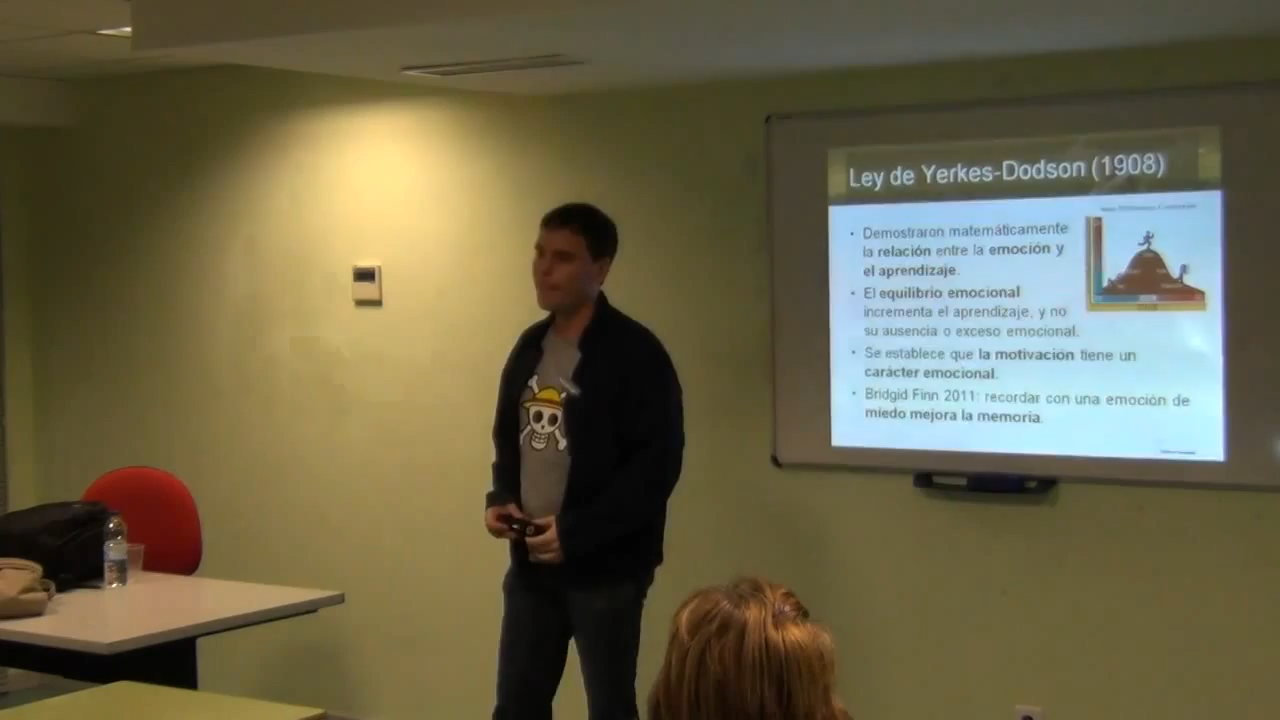 Ley de Yerkes-Dodson (1908)
• Demostraron matemáticamente
la relación entre la emoción y
el aprendizaje.
• El equilibrio emocional
incrementa el aprendizaje, y no
su ausencia o exceso emocional.
• Se establece que la motivación tiene un
carácter emocional.
• Bridgid Finn 2011: recordar con una emoción de
miedo mejora la memoria.